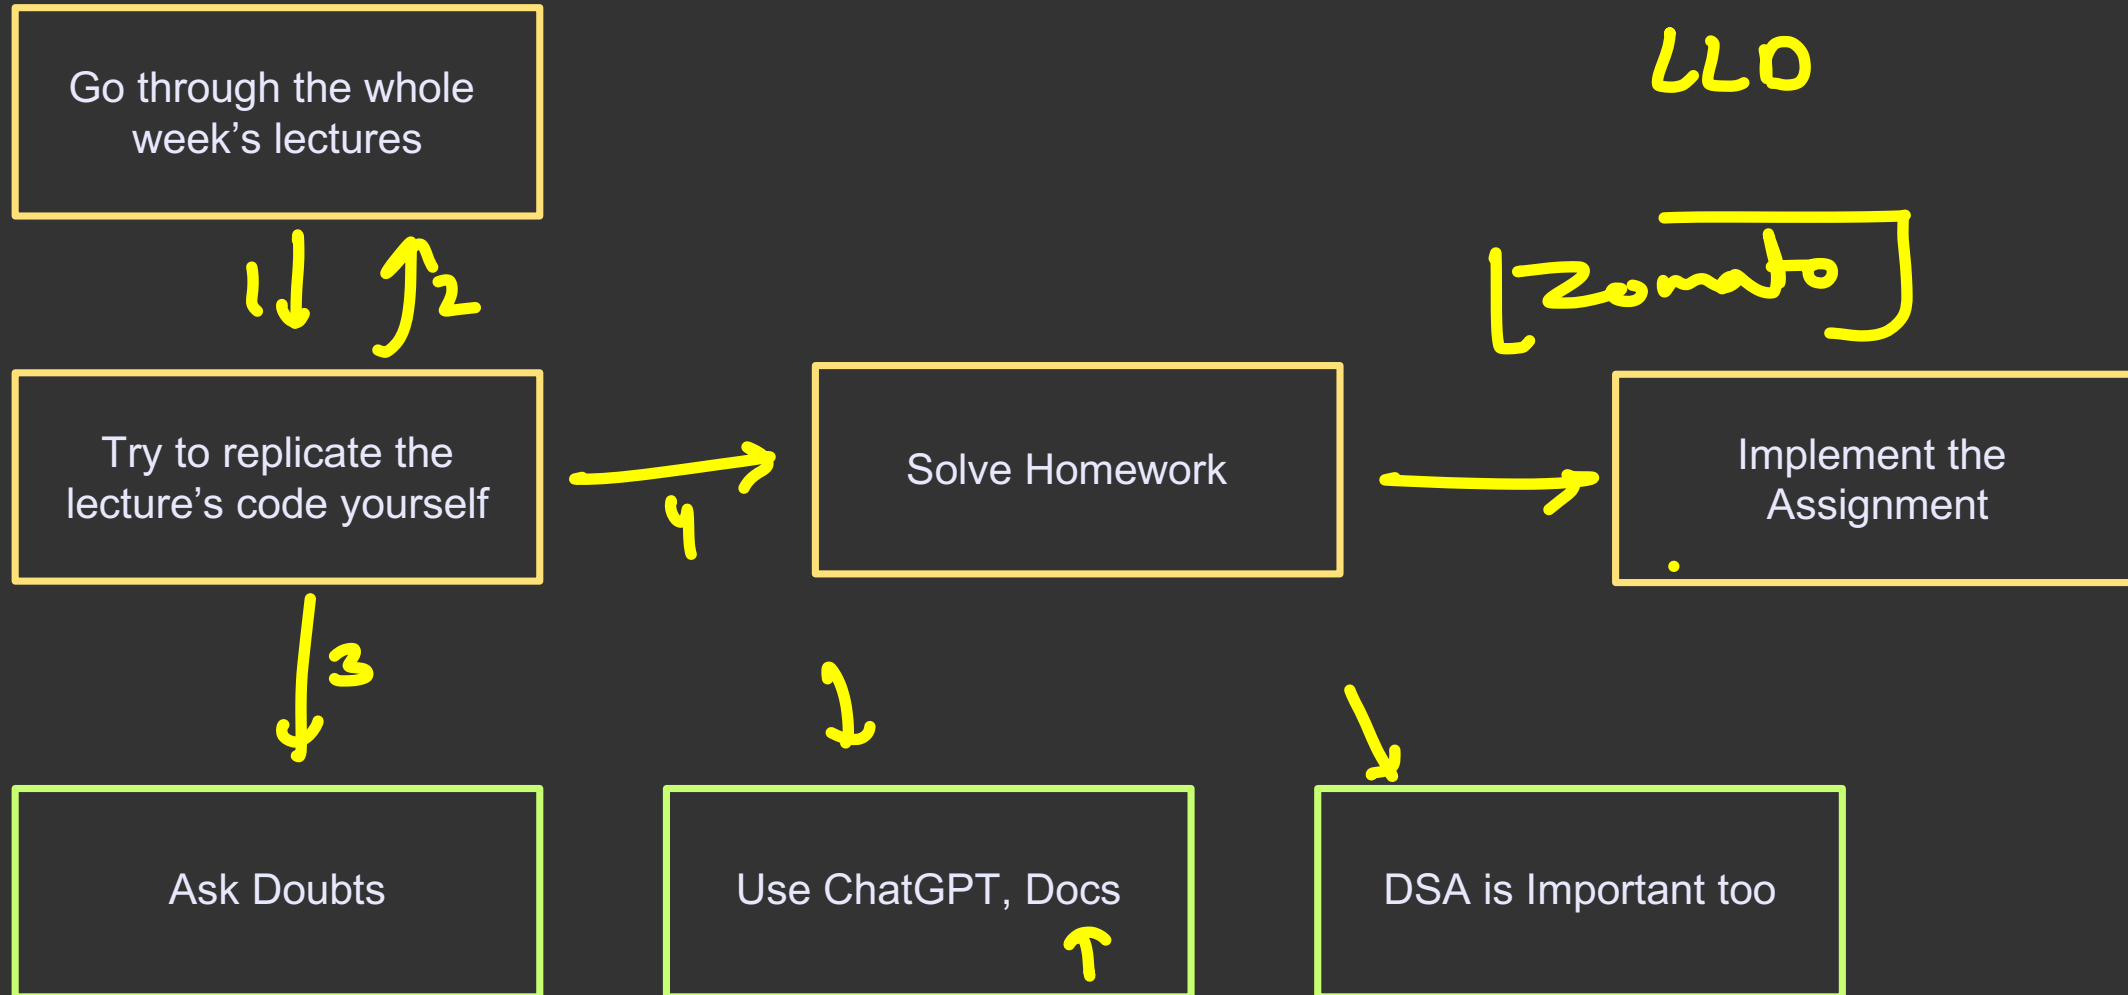 Go through the whole
week’s lectures
LLD
1
2
[Zomato]
Try to replicate the
lecture’s code yourself
4
Solve Homework
Implement the
Assignment
3
Ask Doubts
Use ChatGPT, Docs
DSA is Important too